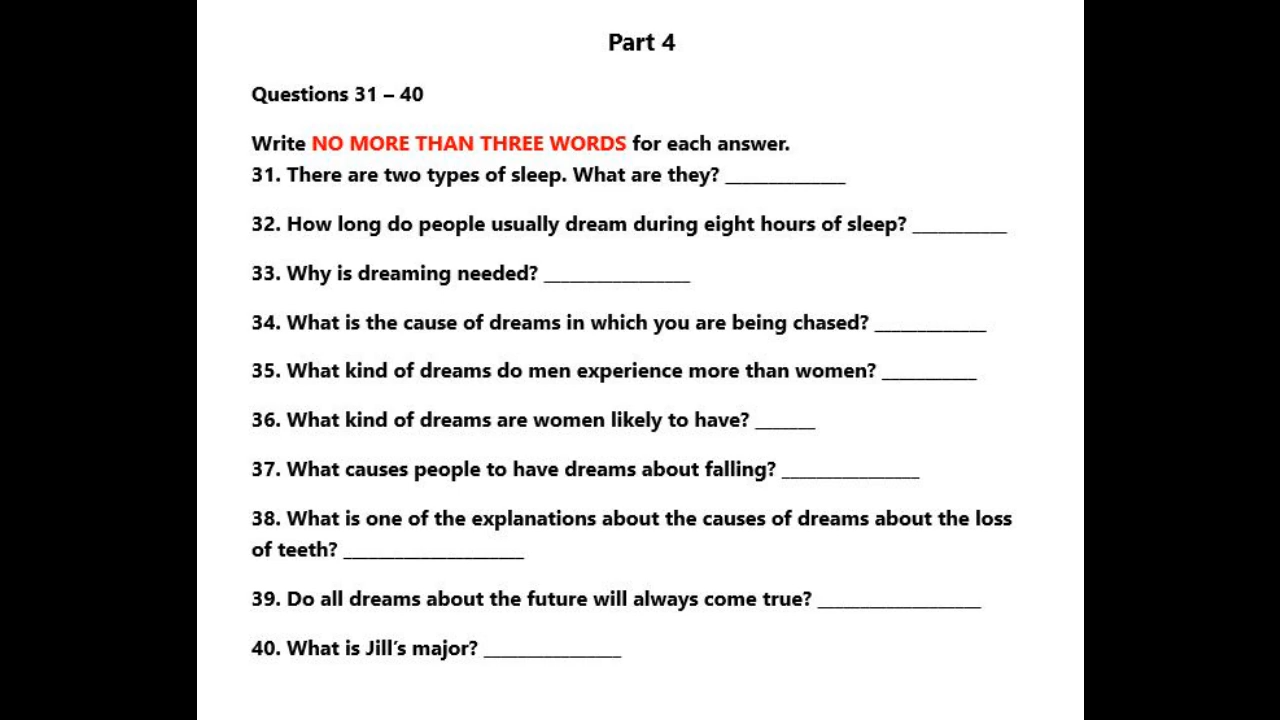 Part 4
Questions 31 – 40
Write NO MORE THAN THREE WORDS for each answer.
31. There are two types of sleep. What are they? ______________
32. How long do people usually dream during eight hours of sleep? ___________
33. Why is dreaming needed? _________________
34. What is the cause of dreams in which you are being chased? _____________
35. What kind of dreams do men experience more than women? ___________
36. What kind of dreams are women likely to have? _______
37. What causes people to have dreams about falling? ________________
38. What is one of the explanations about the causes of dreams about the loss
of teeth? _____________________
39. Do all dreams about the future will always come true? ___________________
40. What is Jill’s major? ________________